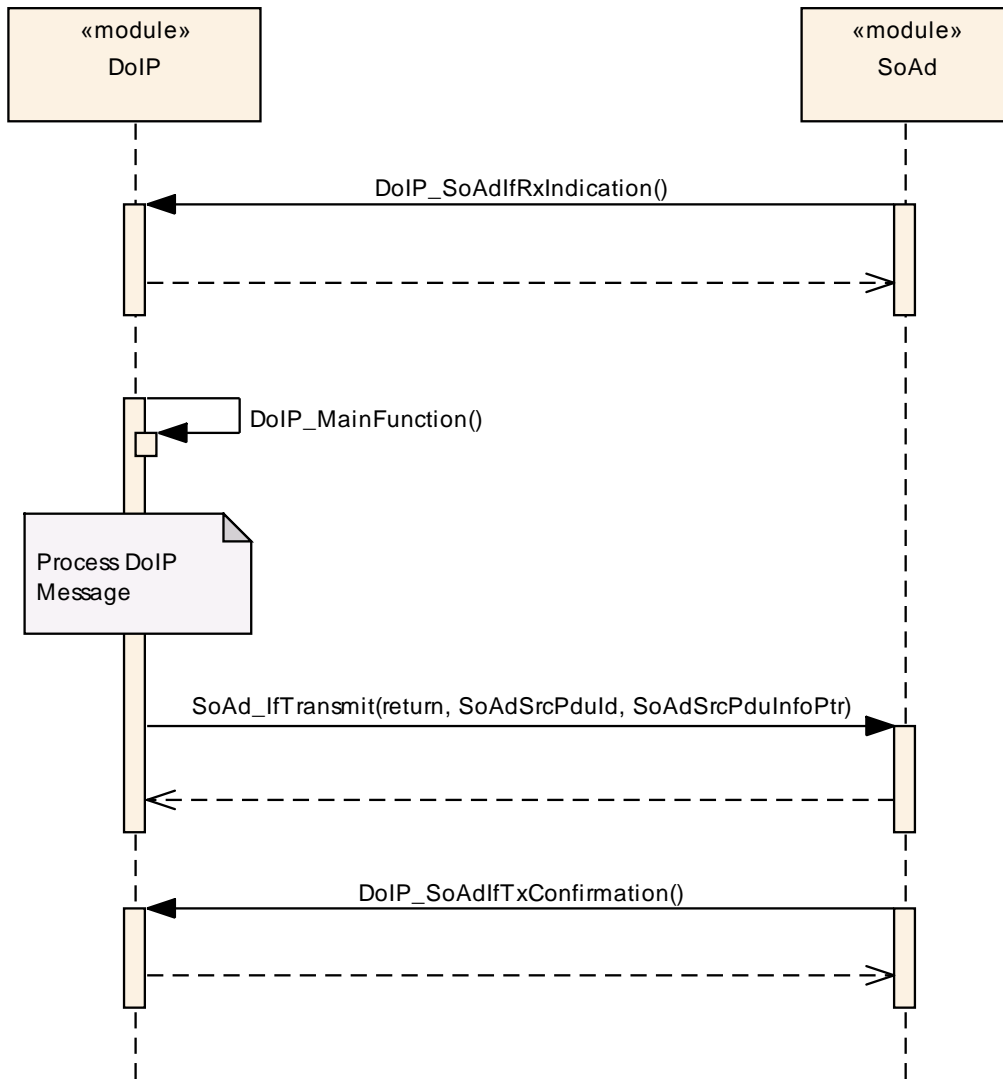 «module»
DoIP
«module»
SoAd
DoIP_SoAdIfRxIndication()
DoIP_MainFunction()
Process DoIP
Message
SoAd_IfTransmit(return, SoAdSrcPduId, SoAdSrcPduInfoPtr)
DoIP_SoAdIfTxConfirmation()